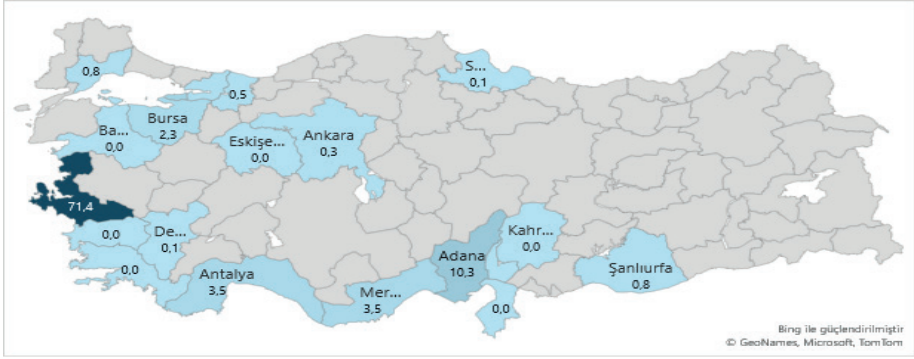 0,8
S...
0,1
0,5
Bursa
2,3
Ba...
0,0
Eskişe...
0,0
Ankara
0,3
71,4
0,0
De...
0,1
0,0
Antalya
3,5
Mer...
3,5
Adana
10,3
Kahr...
0,0
0,0
Şanlıurfa
0,8
Bing ile güçlendirilmiştir
© GeoNames, Microsoft, TomTom